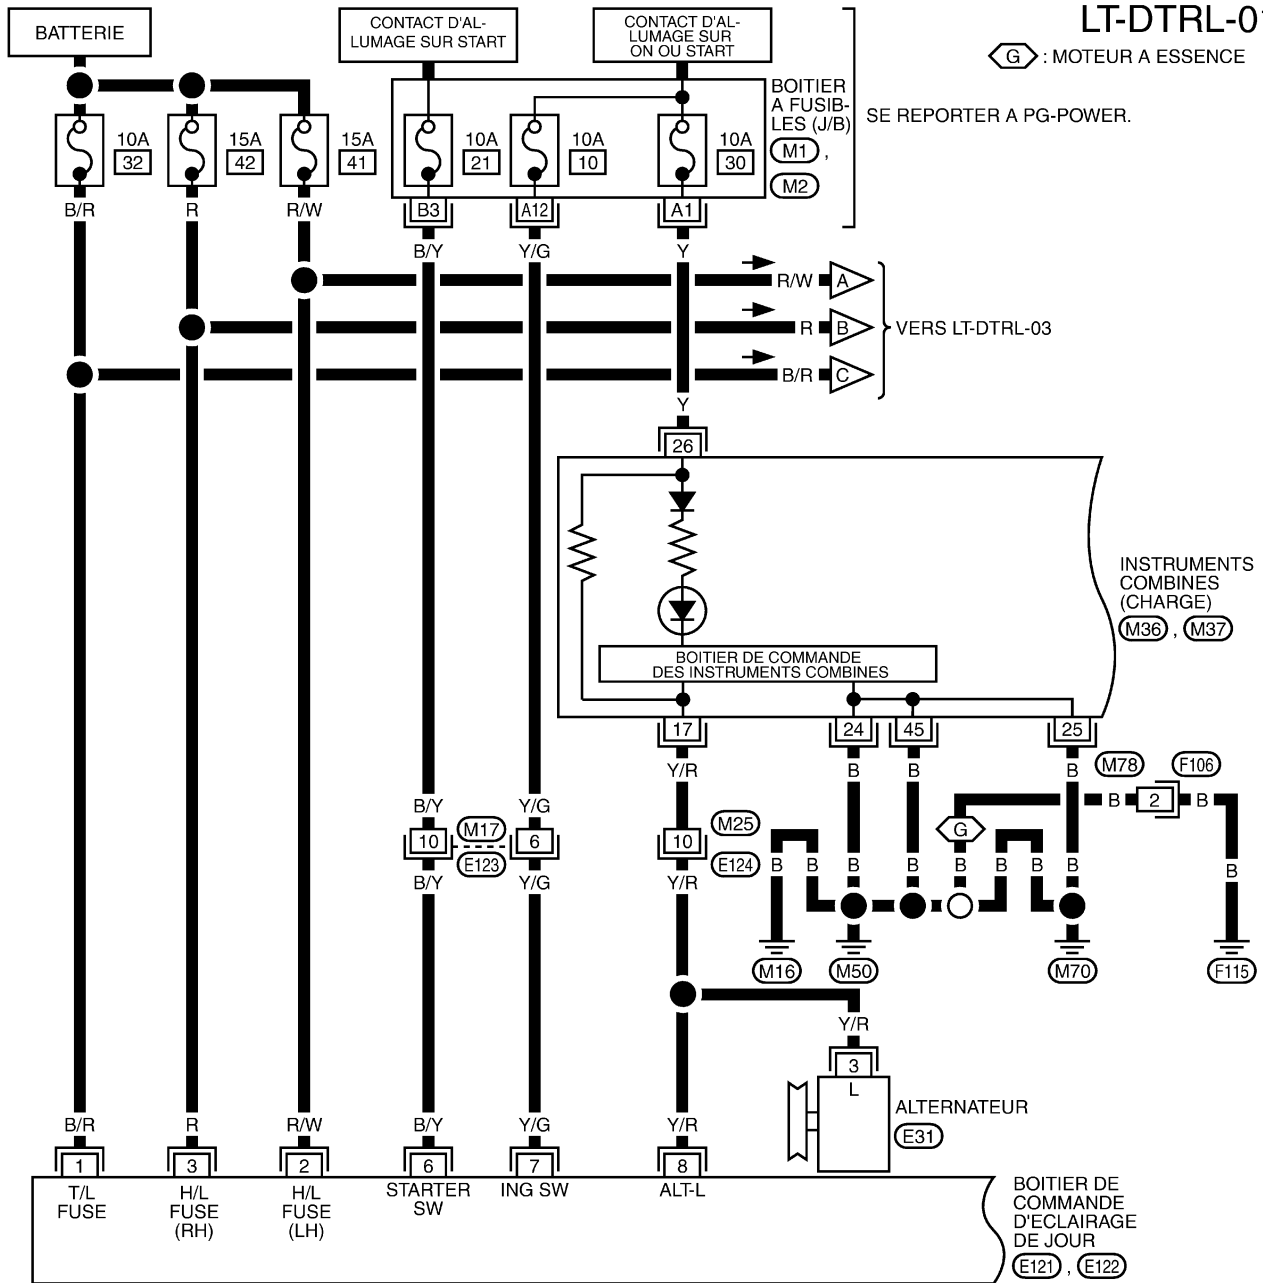 LT-DTRL-01
BATTERIE
CONTACT D'AL-
LUMAGE SUR START
CONTACT D'AL-
LUMAGE SUR
ON OU START
G : MOTEUR A ESSENCE
10A
32
15A
42
15A
41
10A
21
10A
10
10A
30
BOITIER
A FUSIB-
LES (J/B)
M1 ,
M2
SE REPORTER A PG-POWER.
B/R
R
R/W
B3
A12
A1
B/Y
Y/G
Y
R/W
A
R
B
B/R
C
VERS LT-DTRL-03
Y
26
INSTRUMENTS
COMBINES
(CHARGE)
M36 , M37
BOITIER DE COMMANDE
DES INSTRUMENTS COMBINES
17
24
45
25
Y/R
B
B
B
M78
F106
B
2
B
B/Y
Y/G
10
M17
E123
6
10
M25
E124
G
B/Y
Y/G
Y/R
B
B
B
B
B
B
B
B
B
M16
M50
M70
F115
Y/R
3
L
ALTERNATEUR
E31
B/R
R
R/W
B/Y
Y/G
Y/R
1
3
2
6
7
8
T/L
FUSE
H/L
FUSE
(RH)
H/L
FUSE
(LH)
STARTER
SW
ING SW
ALT-L
BOITIER DE
COMMANDE
D'ECLAIRAGE
DE JOUR
E121 , E122